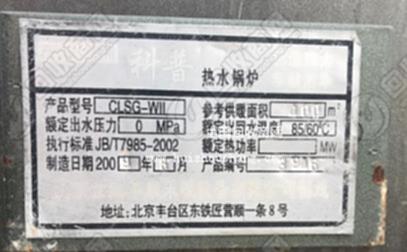 科普
热水锅炉
产品型号 CLSG-WII 参考供暖面积 m²
额定出水压力 0 MPa 额定出回水温度 85/60℃
执行标准 JB/T7985-2002 额定热功率 MW
制造日期 200 年 月 产品编号
地址:北京丰台区东铁匠营顺一条8号